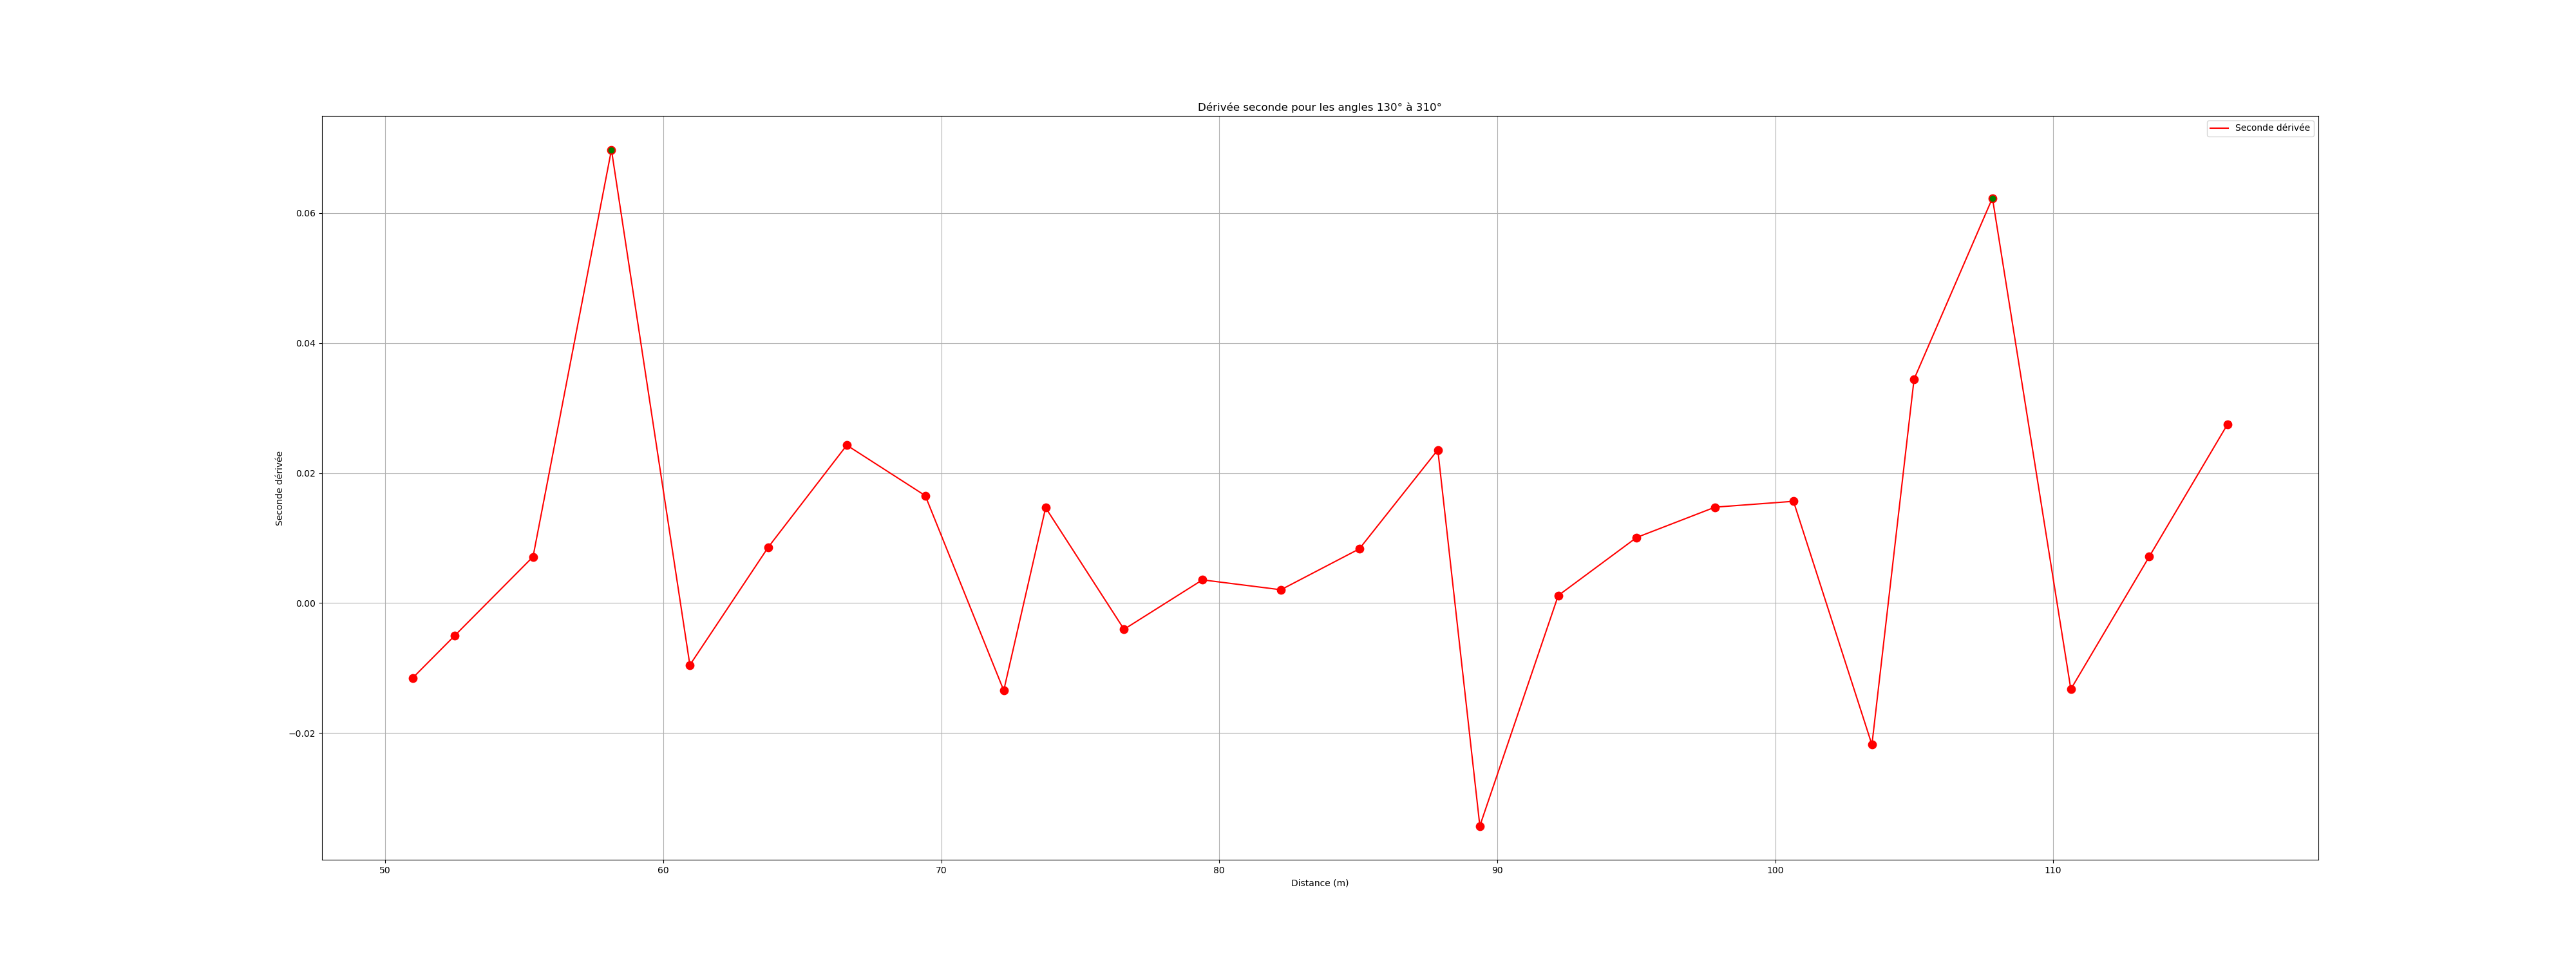 Dérivée seconde pour les angles 130° à 310°
Seconde dérivée
0.06
0.04
0.02
0.00
−0.02
Seconde dérivée
50 60 70 80 90 100 110
Distance (m)